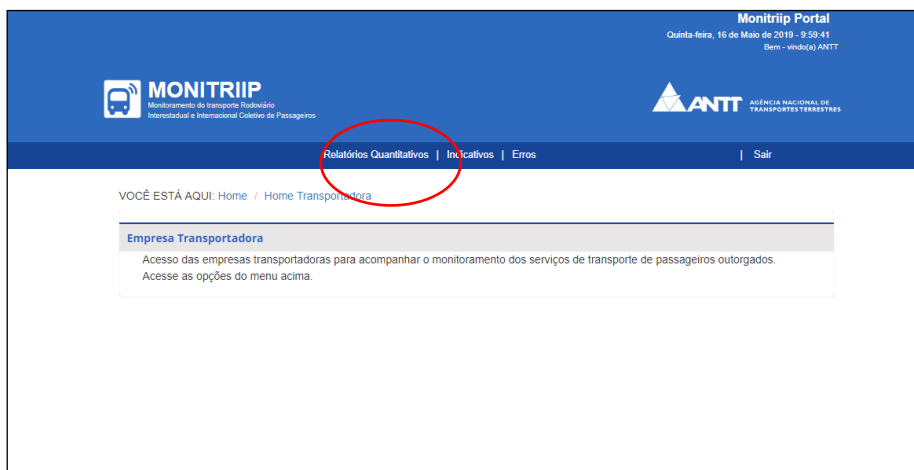 Monitriip Portal
Quinta-feira, 16 de Maio de 2019 - 9:59:41
Bem - vindo(a) ANTT
MONITRIIP
Monitoramento do transporte Rodoviário
Interestadual e Internacional Coletivo de Passageiros
ANTT AGÊNCIA NACIONAL DE
TRANSPORTES TERRESTRES
Relatórios Quantitativos | Indicativos | Erros | Sair
VOCÊ ESTÁ AQUI: Home / Home Transportadora
Empresa Transportadora
Acesso das empresas transportadoras para acompanhar o monitoramento dos serviços de transporte de passageiros outorgados.
Acesse as opções do menu acima.